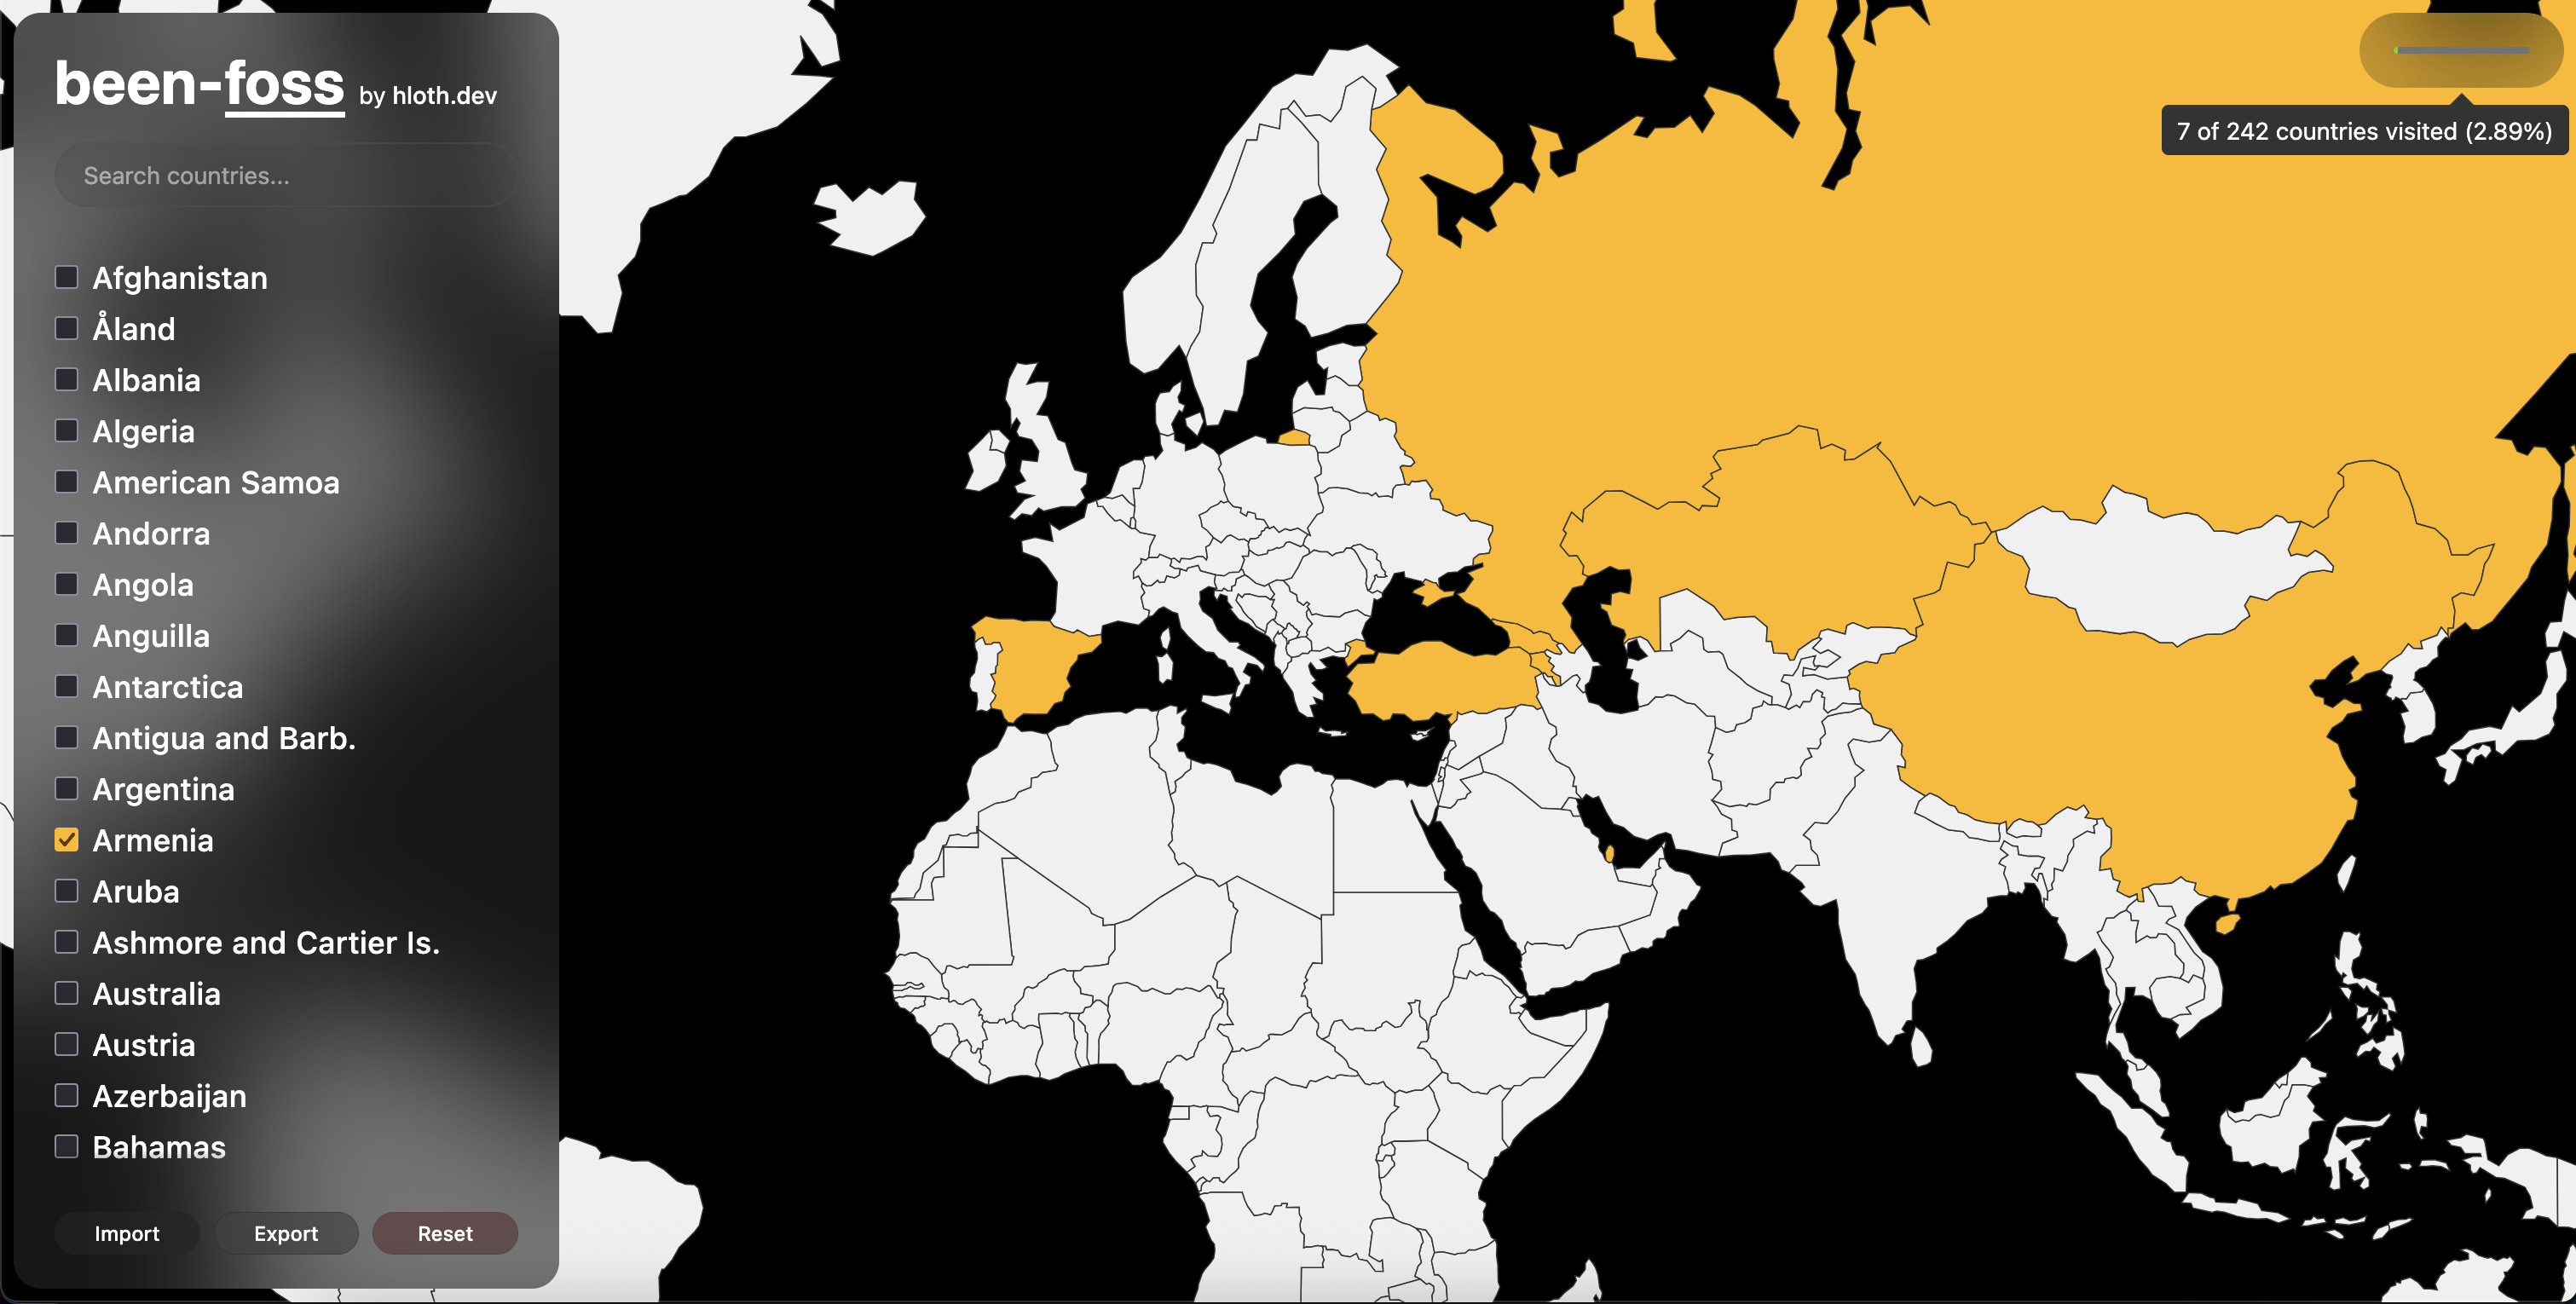 been-foss by hloth.dev
7 of 242 countries visited (2.89%)
Search countries...
Afghanistan
Åland
Albania
Algeria
American Samoa
Andorra
Angola
Anguilla
Antarctica
Antigua and Barb.
Argentina
Armenia
Aruba
Ashmore and Cartier Is.
Australia
Austria
Azerbaijan
Bahamas
Import Export Reset